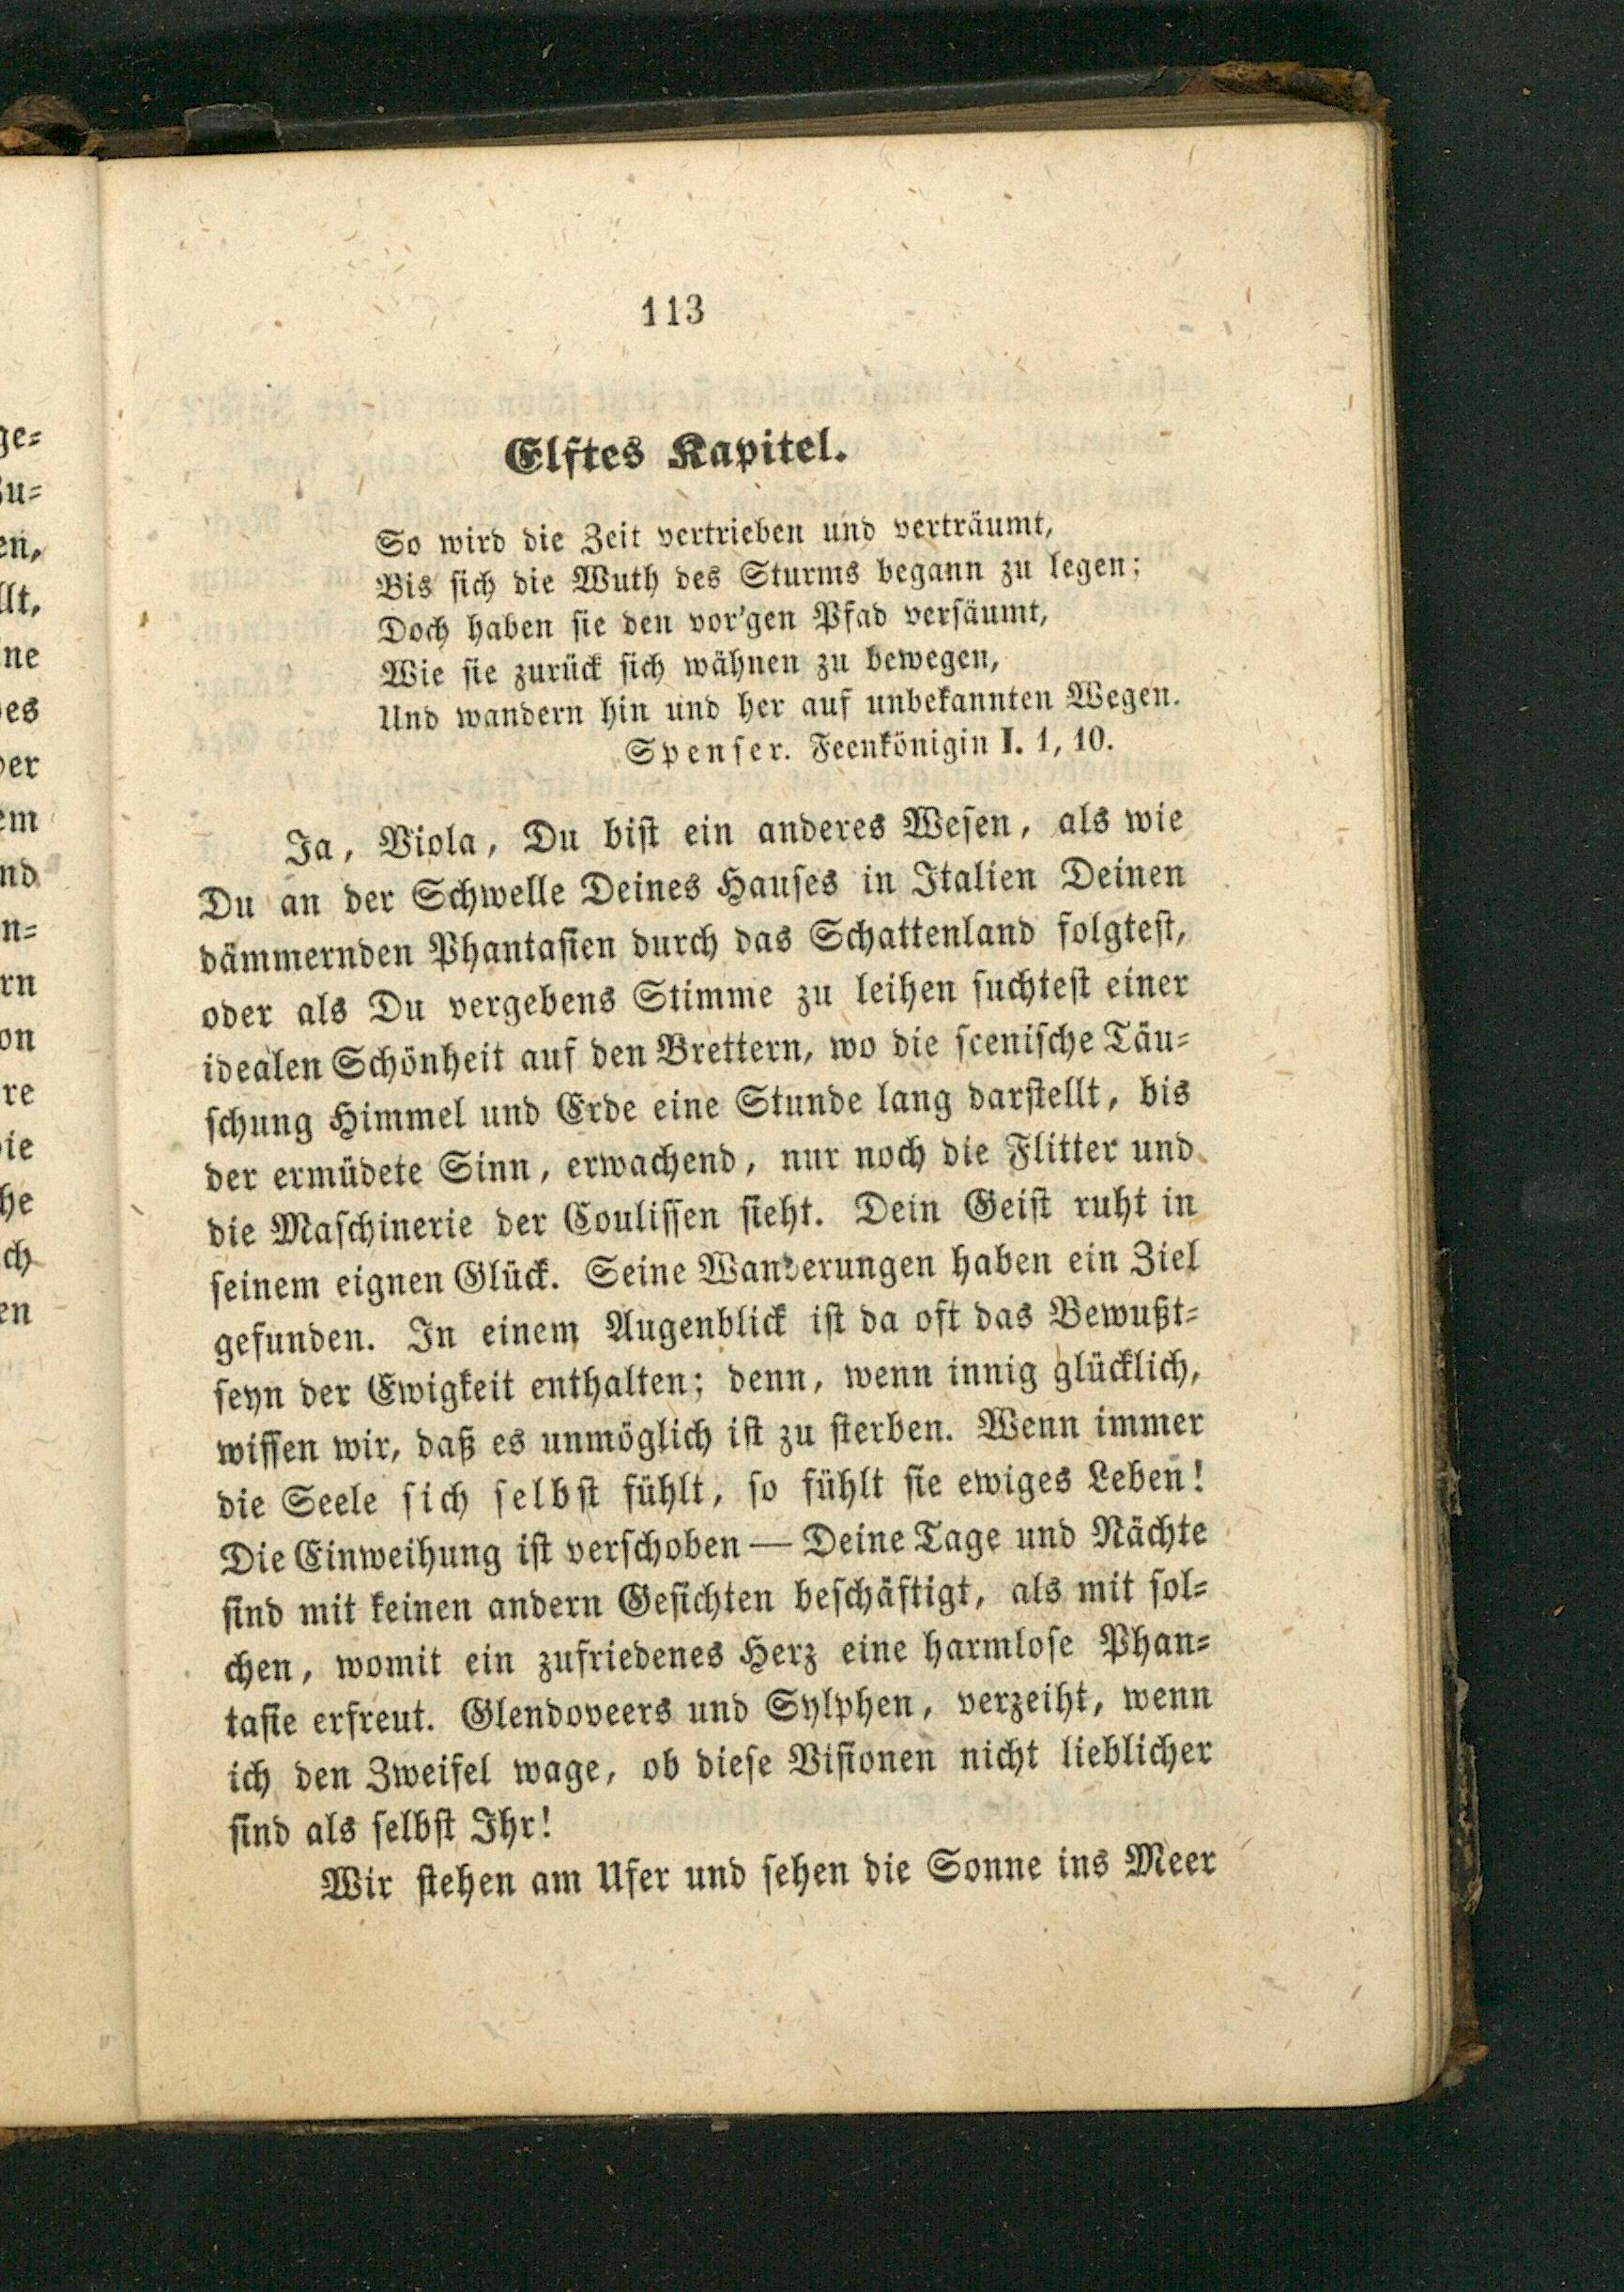 113
Elftes Kapitel.
So wird die Zeit vertrieben und verträumt,
Bis sich die Wuth des Sturms begann zu legen;
Doch haben sie den vor'gen Pfad versäumt,
Wie sie zurück sich wähnen zu bewegen,
Und wandern hin und her auf unbekannten Wegen.
Spenser. Feenkönigin I. 1, 10.
Ja, Viola, Du bist ein anderes Wesen, als wie
Du an der Schwelle Deines Hauses in Italien Deinen
dämmernden Phantasien durch das Schattenland folgtest,
oder als Du vergebens Stimme zu leihen suchtest einer
idealen Schönheit auf den Brettern, wo die scenische Täu-
schung Himmel und Erde eine Stunde lang darstellt, bis
der ermüdete Sinn, erwachend, nur noch die Flitter und
die Maschinerie der Coulissen sieht. Dein Geist ruht in
seinem eignen Glück. Seine Wanderungen haben ein Ziel
gefunden. In einem Augenblick ist da oft das Bewußt-
seyn der Ewigkeit enthalten; denn, wenn innig glücklich,
wissen wir, daß es unmöglich ist zu sterben. Wenn immer
die Seele sich selbst fühlt, so fühlt sie ewiges Leben!
Die Einweihung ist verschoben — Deine Tage und Nächte
sind mit keinen andern Gesichten beschäftigt, als mit sol-
chen, womit ein zufriedenes Herz eine harmlose Phan-
tasie erfreut. Glendoveers und Sylphen, verzeiht, wenn
ich den Zweifel wage, ob diese Visionen nicht lieblicher
sind als selbst Ihr!
Wir stehen am Ufer und sehen die Sonne ins Meer